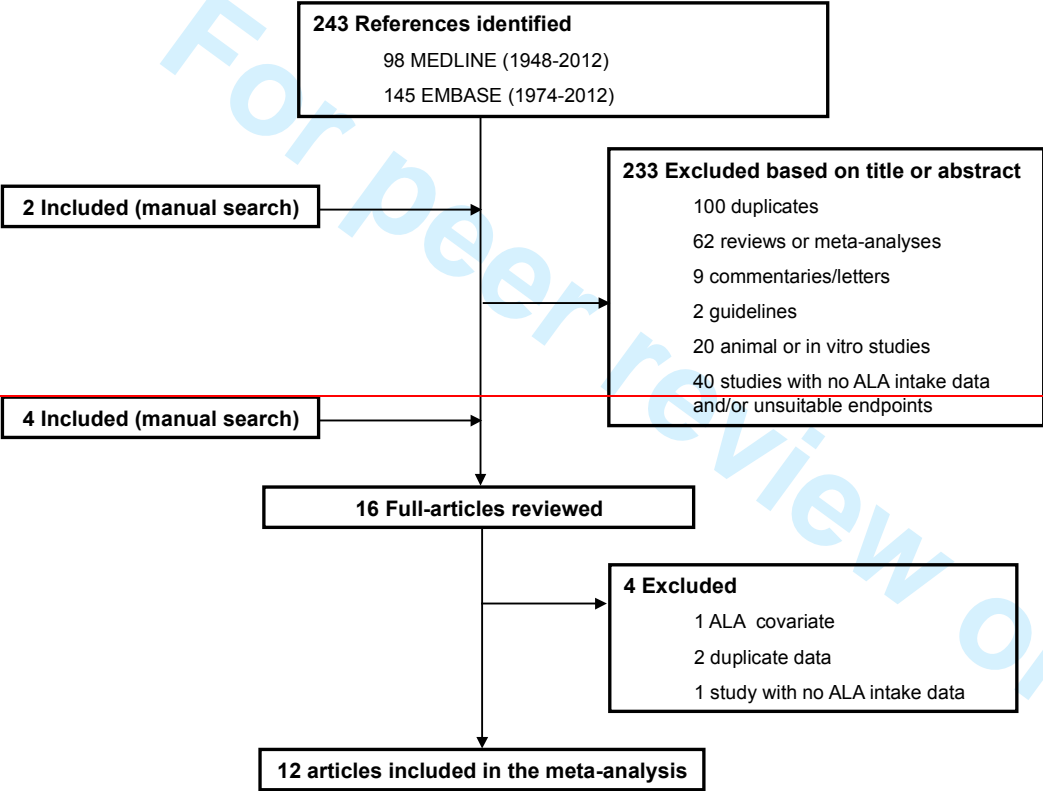 243 References identified
98 MEDLINE (1948-2012)
145 EMBASE (1974-2012)
233 Excluded based on title or abstract
100 duplicates
62 reviews or meta-analyses
9 commentaries/letters
2 guidelines
20 animal or in vitro studies
40 studies with no ALA intake data
and/or unsuitable endpoints
2 Included (manual search)
4 Included (manual search)
16 Full-articles reviewed
4 Excluded
1 ALA covariate
2 duplicate data
1 study with no ALA intake data
12 articles included in the meta-analysis
For peer review on